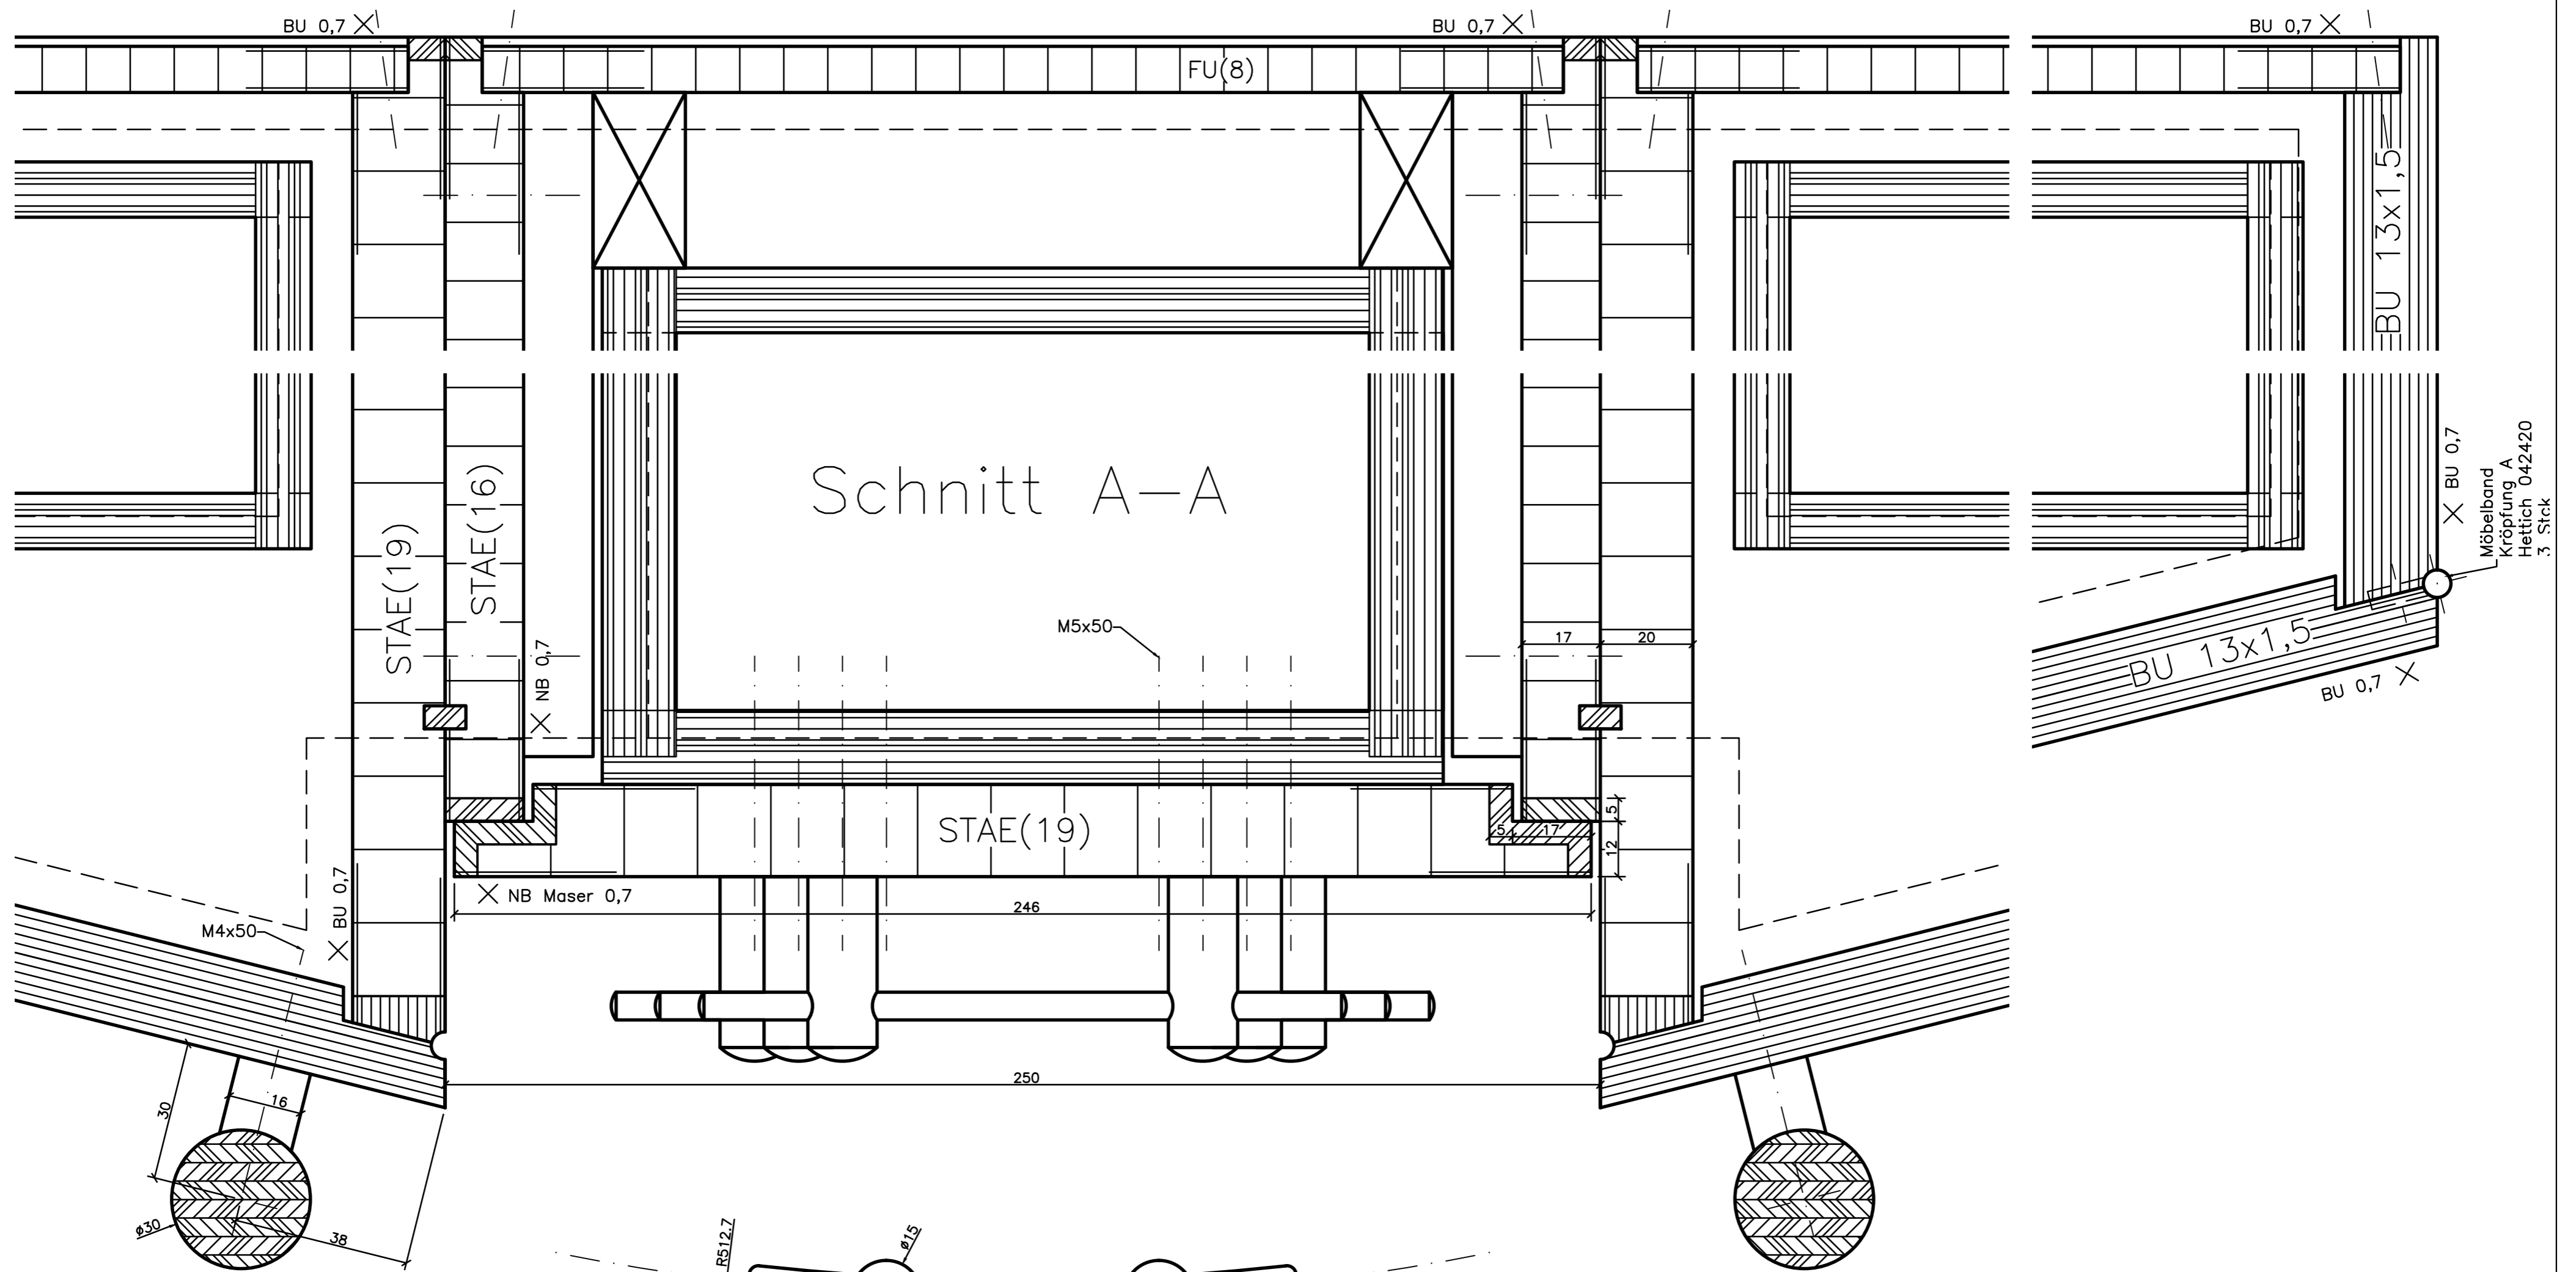 BU 0,7
BU 0,7
BU 0,7
FU(8)
BU 13x1,5
Schnitt A-A
STAE(19)
STAE(16)
BU 0,7
Möbelband
Kröpfung A
Hettich 042420
3 Stck
M5x50
17
20
NB 0,7
BU 13x1,5
BU 0,7
STAE(19)
5
17
5
12
BU 0,7
NB Maser 0,7
246
M4x50
250
30
16
ø30
38
R512.7
ø15